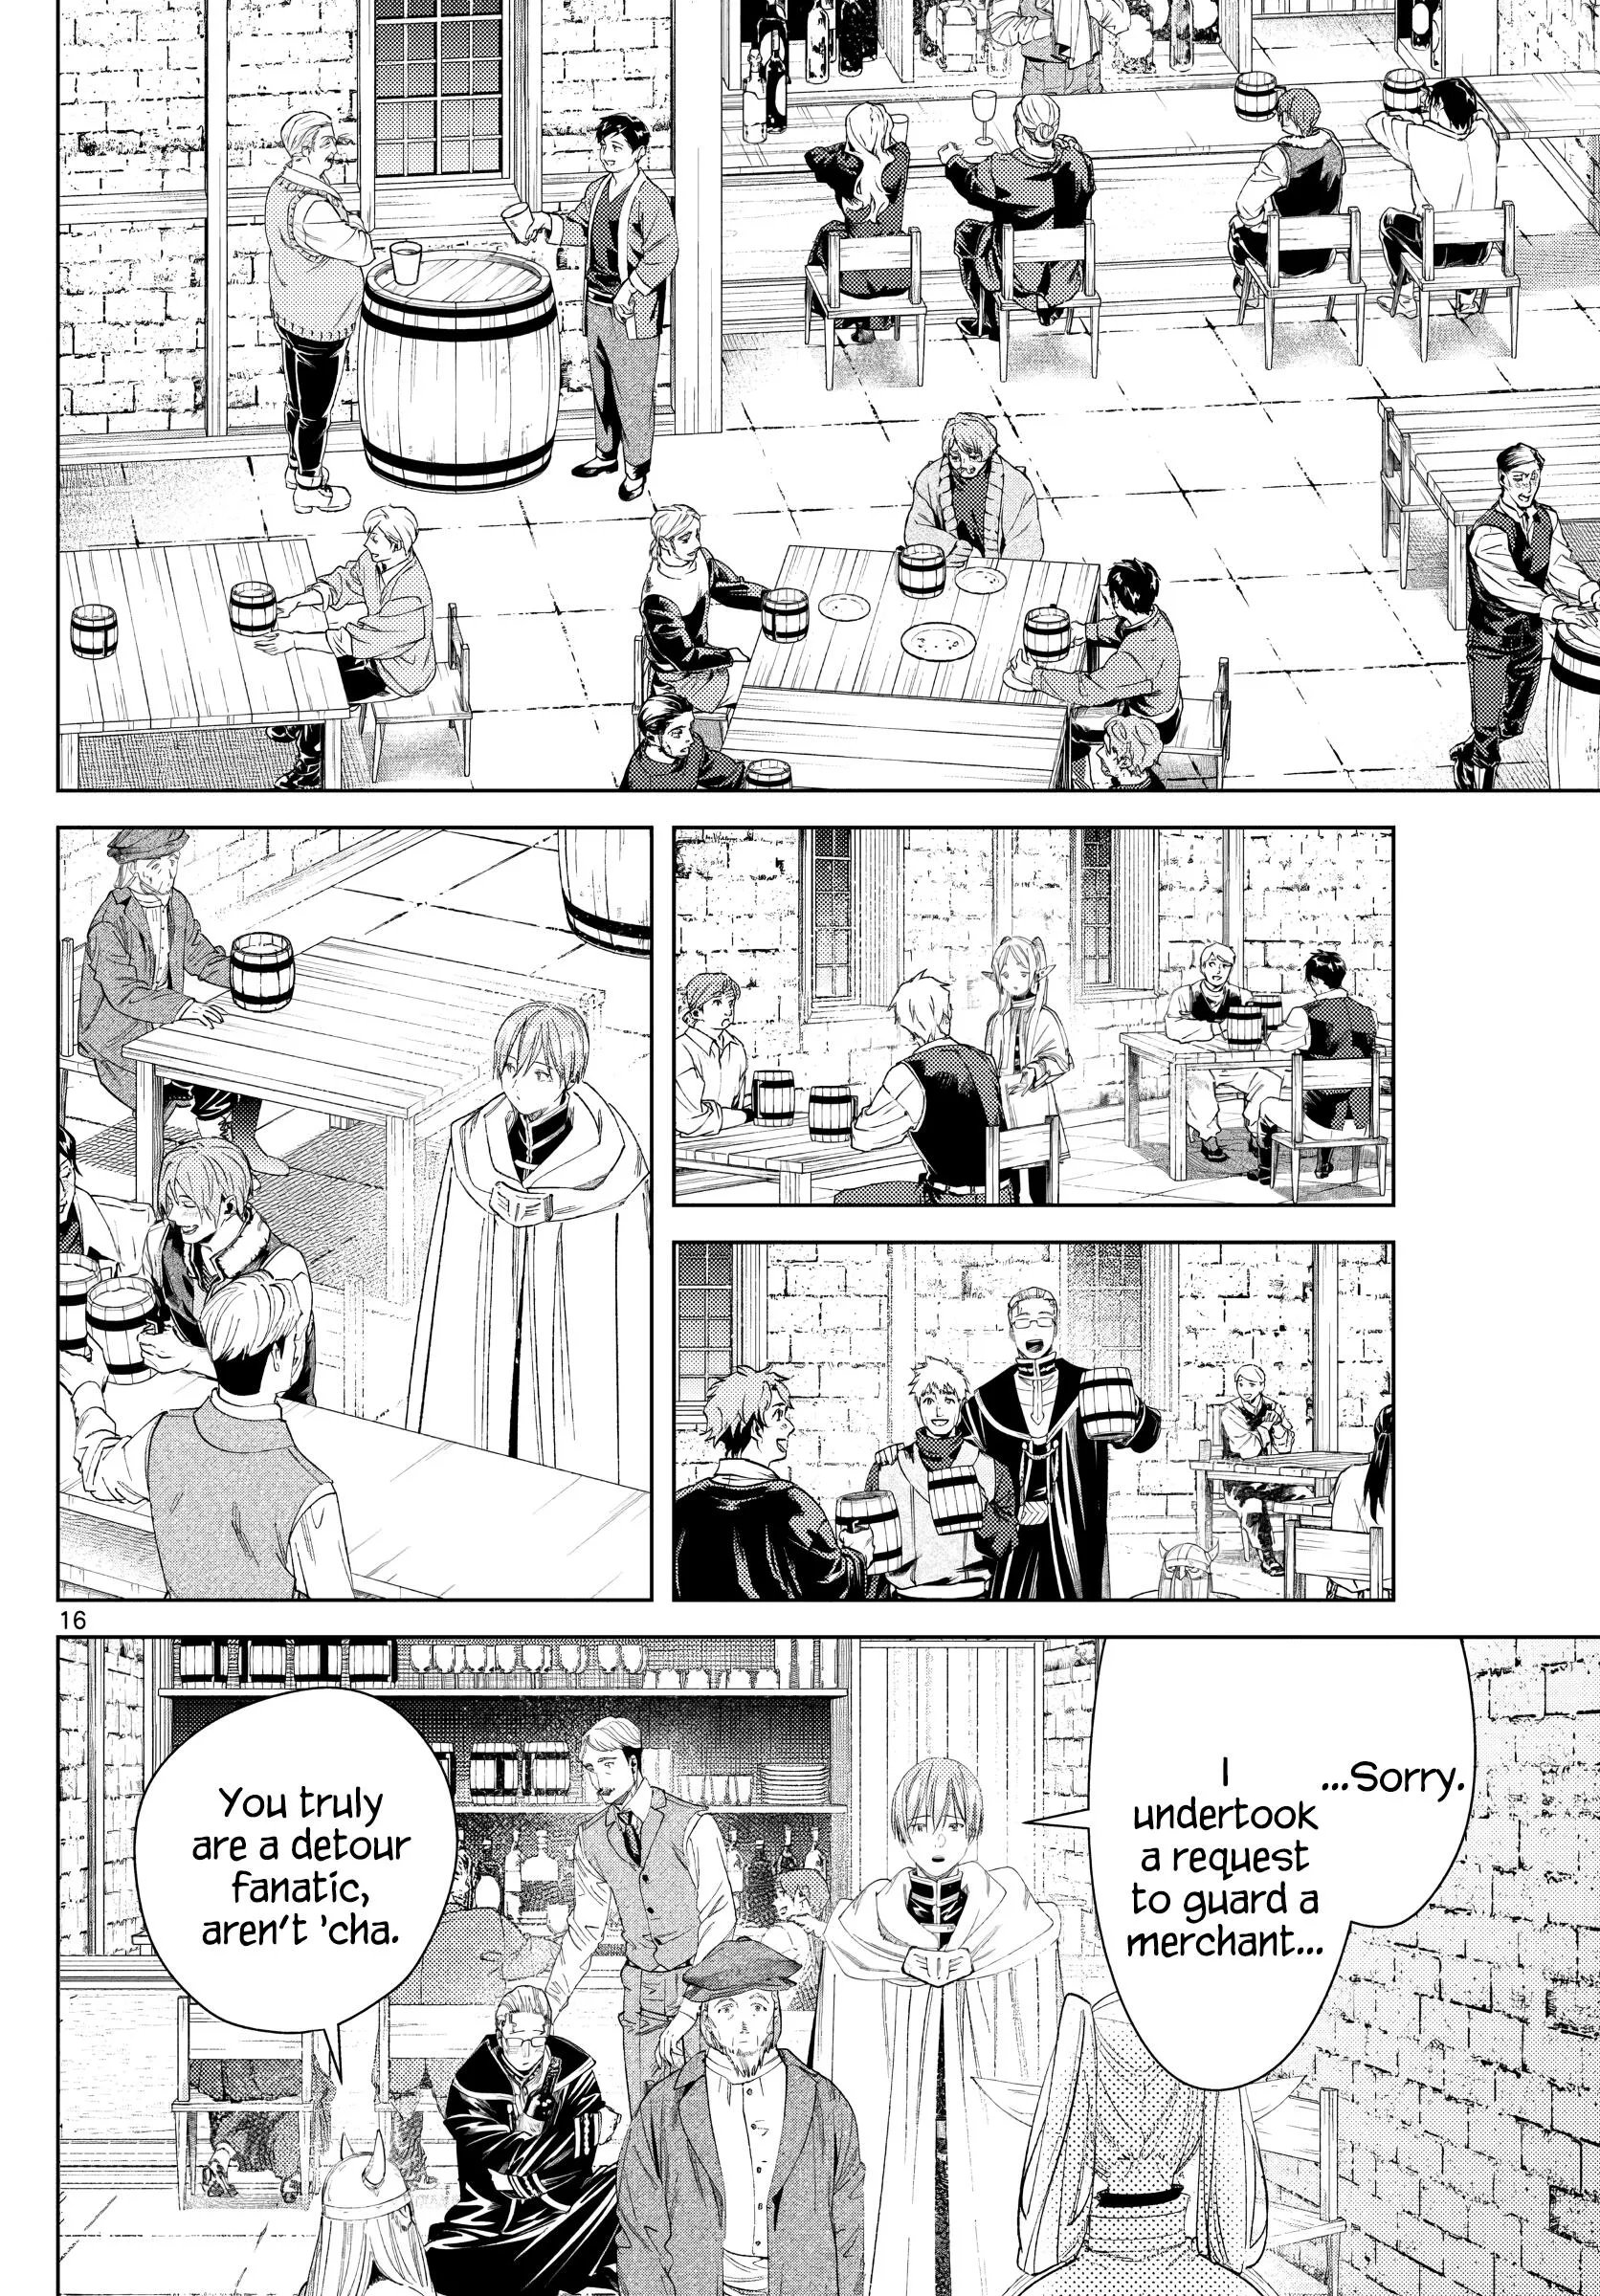 16
...Sorry.
I
undertook
a request
to guard a
merchant...
You truly
are a detour
fanatic,
aren't 'cha.